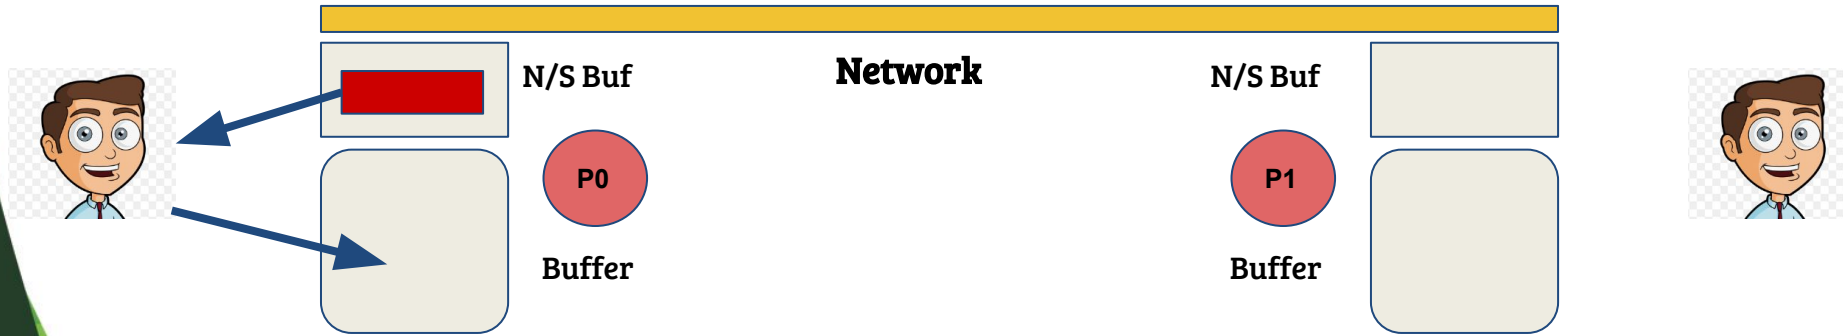 N/S Buf
Network
N/S Buf
P0
P1
Buffer
Buffer